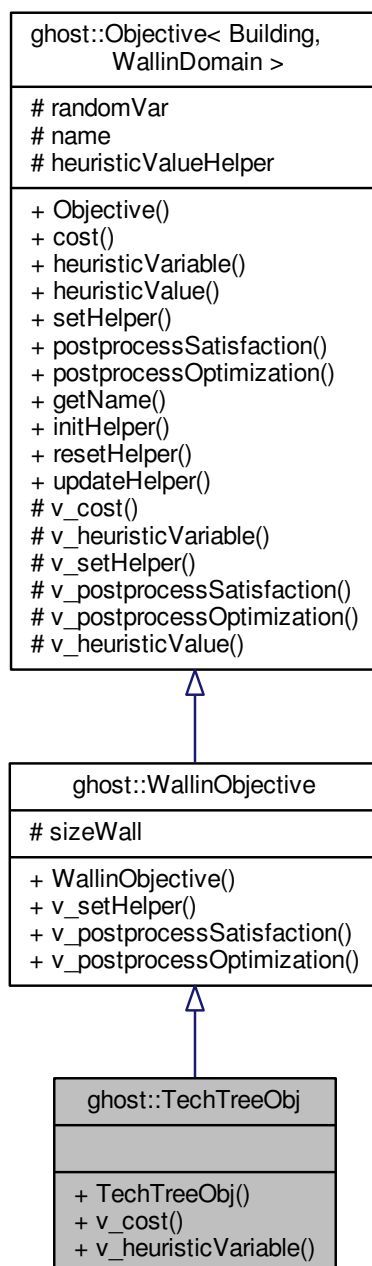 ghost::Objective< Building,
WallinDomain >
# randomVar
# name
# heuristicValueHelper
+ Objective()
+ cost()
+ heuristicVariable()
+ heuristicValue()
+ setHelper()
+ postprocessSatisfaction()
+ postprocessOptimization()
+ getName()
+ initHelper()
+ resetHelper()
+ updateHelper()
# v_cost()
# v_heuristicVariable()
# v_setHelper()
# v_postprocessSatisfaction()
# v_postprocessOptimization()
# v_heuristicValue()
ghost::WallinObjective
# sizeWall
+ WallinObjective()
+ v_setHelper()
+ v_postprocessSatisfaction()
+ v_postprocessOptimization()
ghost::TechTreeObj
+ TechTreeObj()
+ v_cost()
+ v_heuristicVariable()